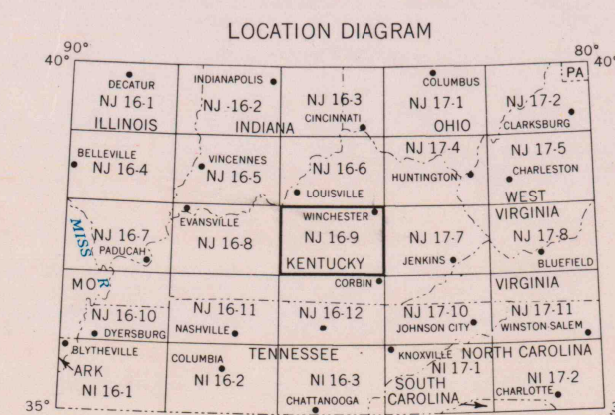 LOCATION DIAGRAM
90° 80°
40° 40°
DECATUR INDIANAPOLIS COLUMBUS PA
NJ 16-1 NJ -16-2 NJ 16-3 NJ 17-1 NJ 17-2
ILLINOIS INDIANA CINCINNATI OHIO CLARKSBURG
BELLEVILLE VINCENNES NJ 17-4 NJ 17-5
NJ 16-4 NJ 16-5 NJ 16-6 HUNTINGTON CHARLESTON
LOUISVILLE WEST
EVANSVILLE WINCHESTER VIRGINIA
MISS R
NJ 16-7 NJ 16-8 NJ 16-9 NJ 17-7 NJ 17-8
PADUCAH KENTUCKY JENKINS BLUEFIELD
MO CORBIN VIRGINIA
NJ 16-10 NJ 16-11 NJ 16-12 NJ 17-10 NJ 17-11
DYERSBURG NASHVILLE JOHNSON CITY WINSTON-SALEM
BLYTHEVILLE COLUMBIA TENNESSEE KNOXVILLE NORTH CAROLINA
ARK NI 16-2 NI 16-3 NI 17-1 NI 17-2
NI 16-1 CHATTANOOGA SOUTH CAROLINA CHARLOTTE
35°